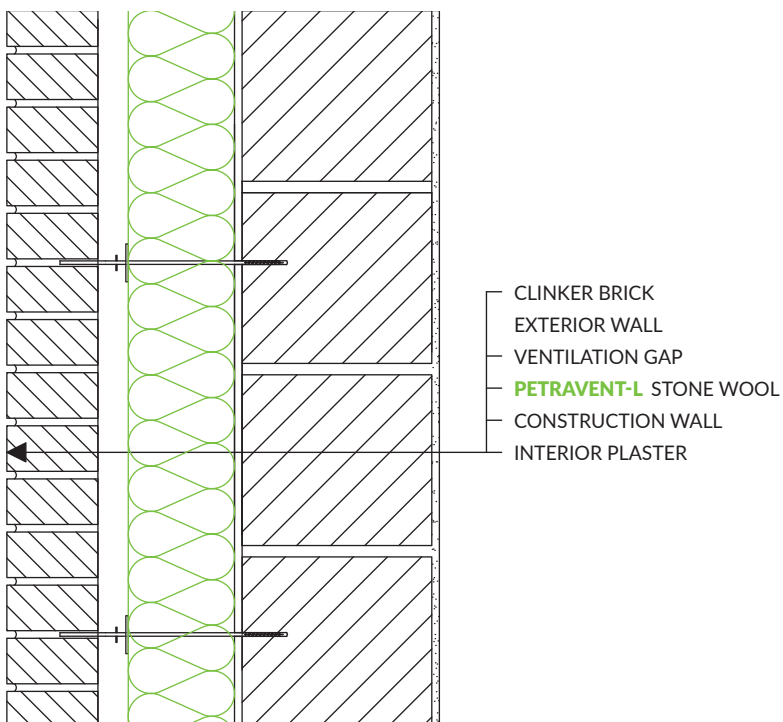 CLINKER BRICK
EXTERIOR WALL
VENTILATION GAP
PETRAVENT-L STONE WOOL
CONSTRUCTION WALL
INTERIOR PLASTER